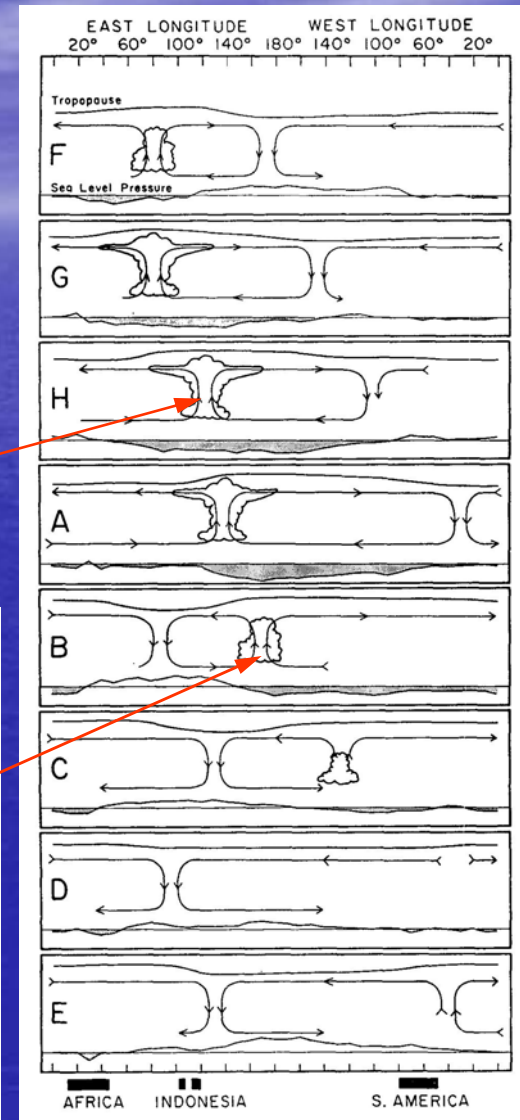 EAST LONGITUDE WEST LONGITUDE
20° 60° 100° 140° 180° 140° 100° 60° 20°
Tropopause
F
Sea Level Pressure
G
H
A
B
C
D
E
AFRICA INDONESIA S. AMERICA